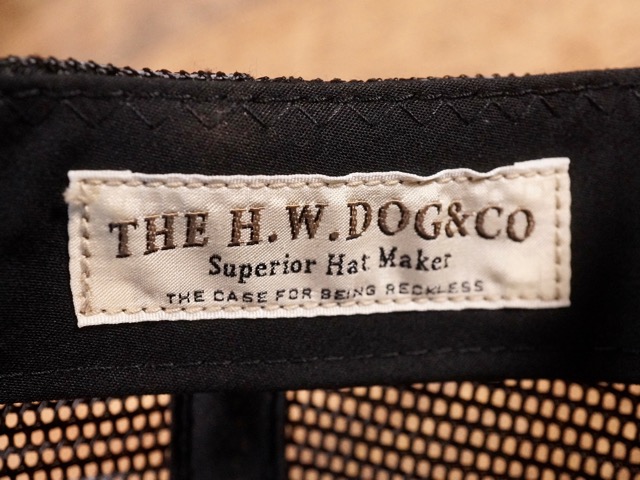 THE H.W.DOG&CO
Superior Hat Maker
THE CASE FOR BEING RECKLESS